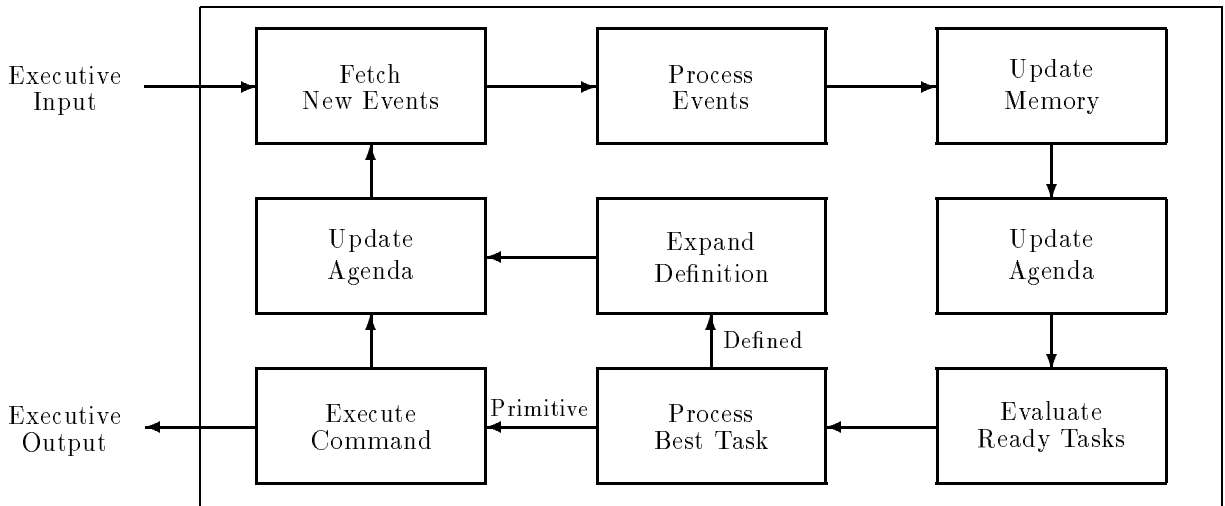 Executive
Input
Fetch
New Events
Process
Events
Update
Memory
Update
Agenda
Expand
Definition
Update
Agenda
Defined
Executive
Output
Execute
Command
Primitive
Process
Best Task
Evaluate
Ready Tasks